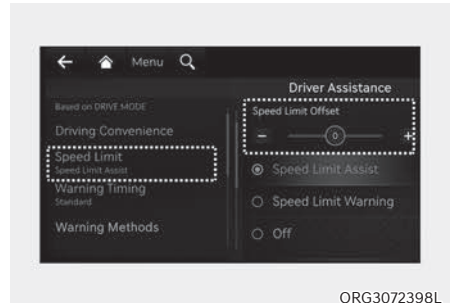 Menu
Driver Assistance
Based on DRIVE MODE
Driving Convenience
Speed Limit
Speed Limit Assist
Warning Timing
Standard
Warning Methods
Speed Limit Offset
- 0 +
Speed Limit Assist
Speed Limit Warning
Off
ORG3072398L